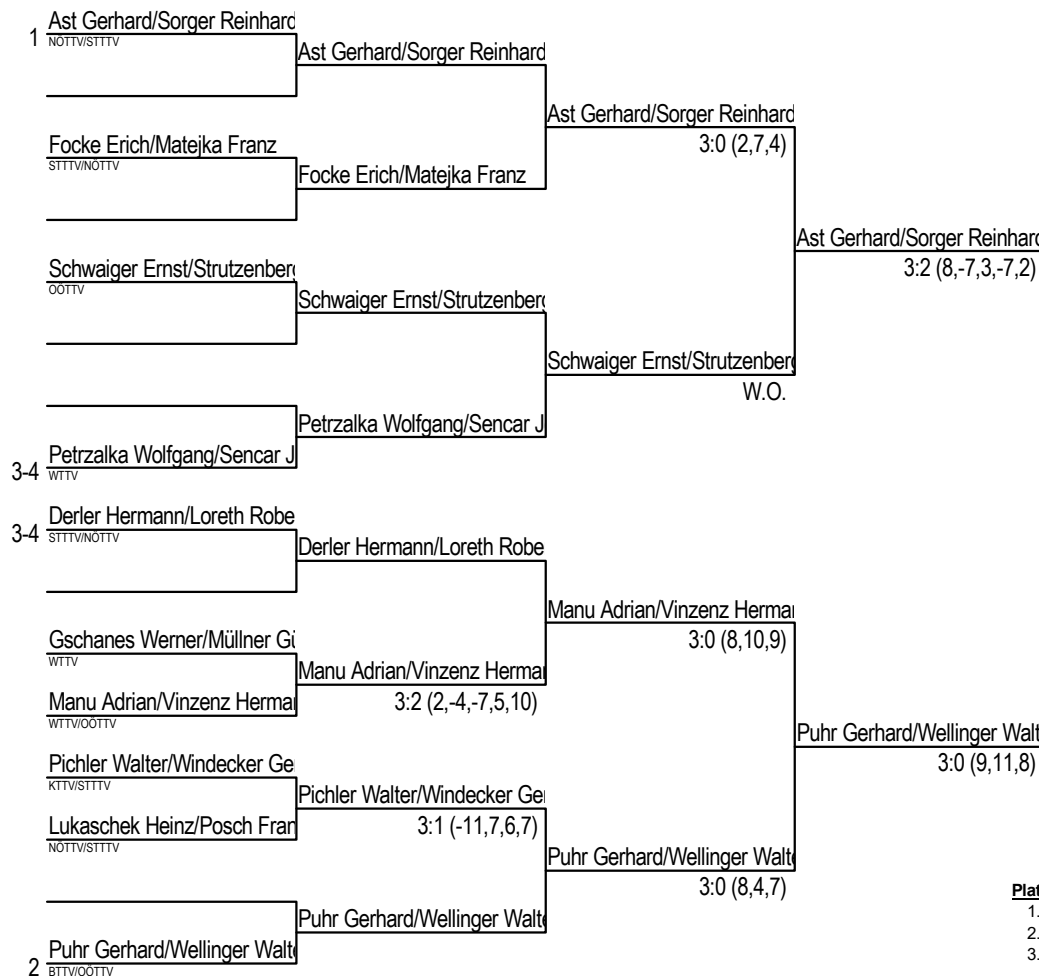 1 Ast Gerhard/Sorger Reinhard
NÖTTV/STTTV
Focke Erich/Matejka Franz
STTTV/NÖTTV
Schwaiger Ernst/Strutzenberg
OÖTTV
3-4 Petrzalka Wolfgang/Sencar J
WTTV
3-4 Derler Hermann/Loreth Robe
STTTV/NÖTTV
Gschanes Werner/Müllner Gü
WTTV
Manu Adrian/Vinzenz Herman
WTTV/OÖTTV
Pichler Walter/Windecker Ge
KTTV/STTTV
Lukaschek Heinz/Posch Fran
NÖTTV/STTTV
2 Puhr Gerhard/Wellinger Walte
BTTV/OÖTTV
Ast Gerhard/Sorger Reinhard
Focke Erich/Matejka Franz
Schwaiger Ernst/Strutzenberg
Petrzalka Wolfgang/Sencar J
Derler Hermann/Loreth Robe
Manu Adrian/Vinzenz Herman
3:2 (2,-4,-7,5,10)
Pichler Walter/Windecker Ge
3:1 (-11,7,6,7)
Puhr Gerhard/Wellinger Walte
Ast Gerhard/Sorger Reinhard
3:0 (2,7,4)
Schwaiger Ernst/Strutzenberg
W.O.
Manu Adrian/Vinzenz Herman
3:0 (8,10,9)
Puhr Gerhard/Wellinger Walte
3:0 (8,4,7)
Ast Gerhard/Sorger Reinhard
3:2 (8,-7,3,-7,2)
Puhr Gerhard/Wellinger Walt
3:0 (9,11,8)
Plat
1.
2.
3.